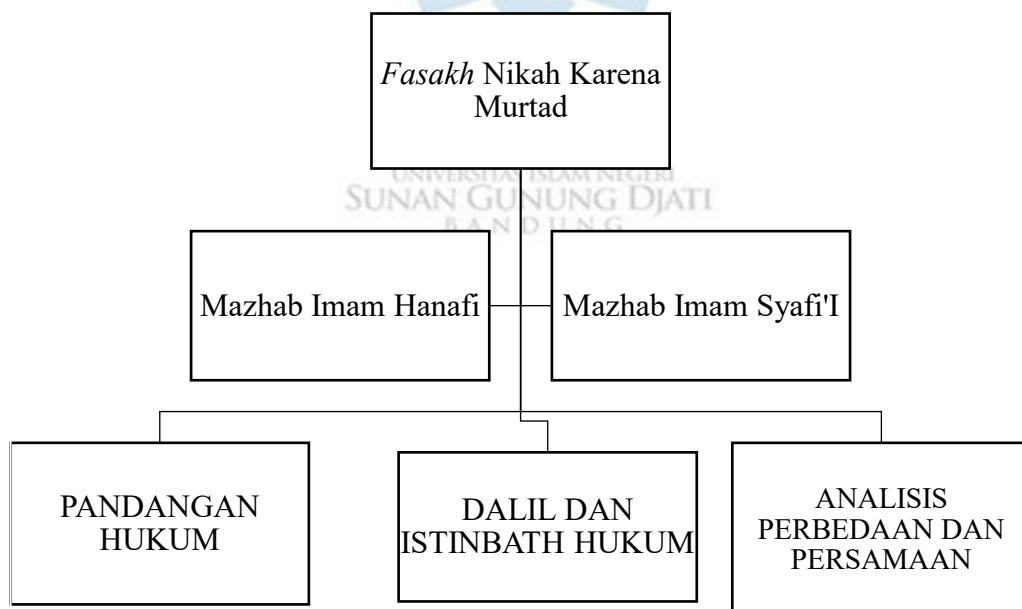 Fasakh Nikah Karena
Murtad
UNIVERSITAS ISLAM NEGERI
SUNAN GUNUNG DJATI
BANDUNG
Mazhab Imam Hanafi
Mazhab Imam Syafi'I
PANDANGAN
HUKUM
DALIL DAN
ISTINBATH HUKUM
ANALISIS
PERBEDAAN DAN
PERSAMAAN